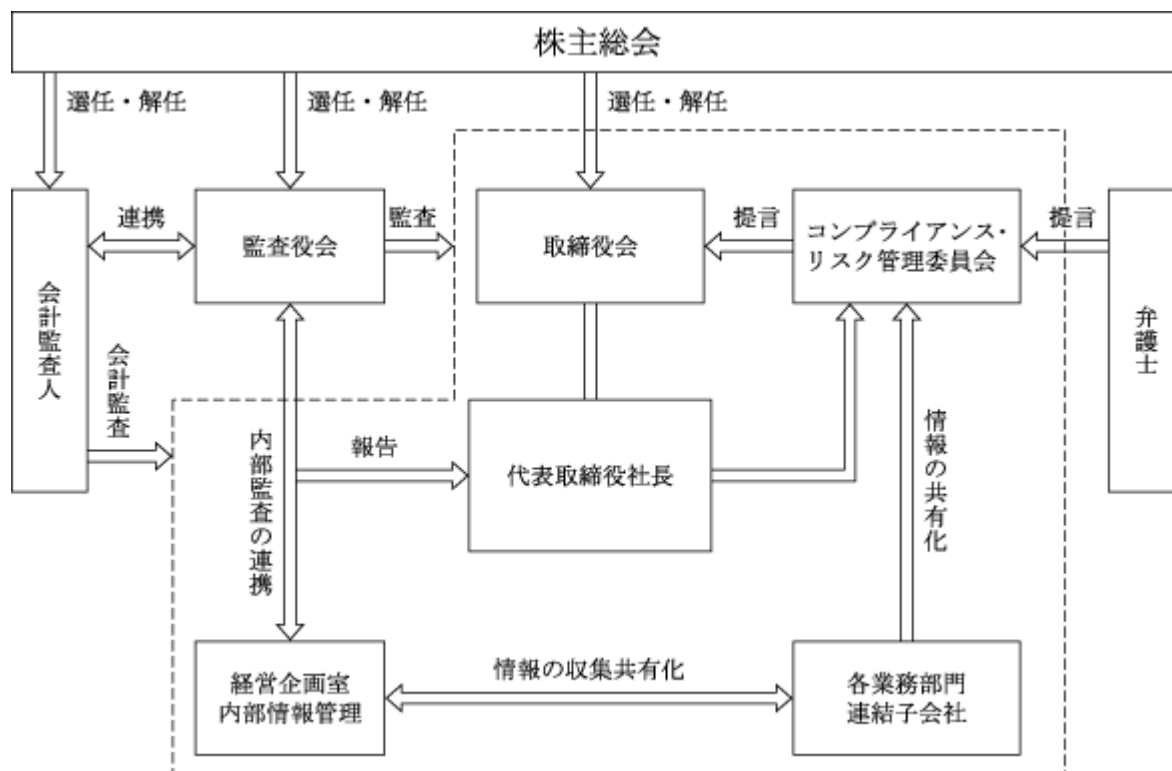 株主総会
選任・解任
選任・解任
選任・解任
連携
監査
提言
提言
監査役会
取締役会
コンプライアンス・
リスク管理委員会
会計監査人
弁護士
会計監査
報告
代表取締役社長
内部監査の連携
情報の共有化
経営企画室
内部情報管理
情報の収集共有化
各業務部門
連結子会社